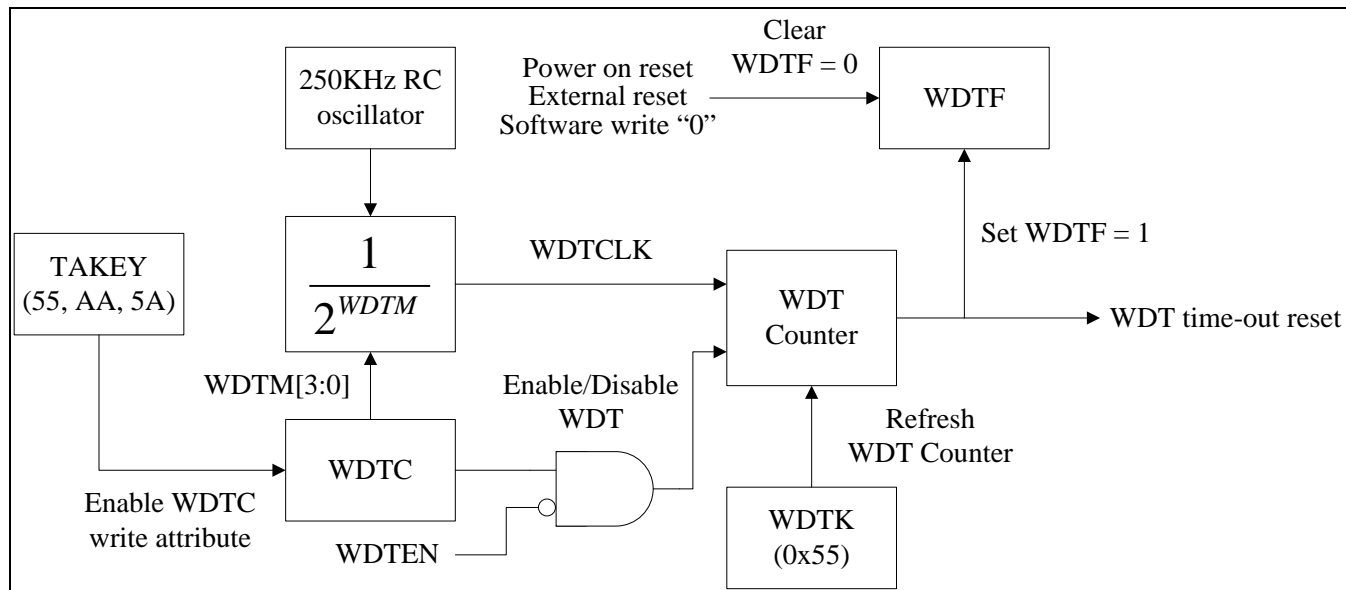 Clear
WDTF = 0
250KHz RC
oscillator
Power on reset
External reset
Software write “0”
WDTF
TAKEY
(55, AA, 5A)
1
2^WDTM
WDTCLK
Set WDTF = 1
WDT
Counter
WDT time-out reset
WDTM[3:0]
Enable/Disable
WDT
Refresh
WDT Counter
WDTC
Enable WDTC
write attribute
WDTEN
WDTK
(0x55)